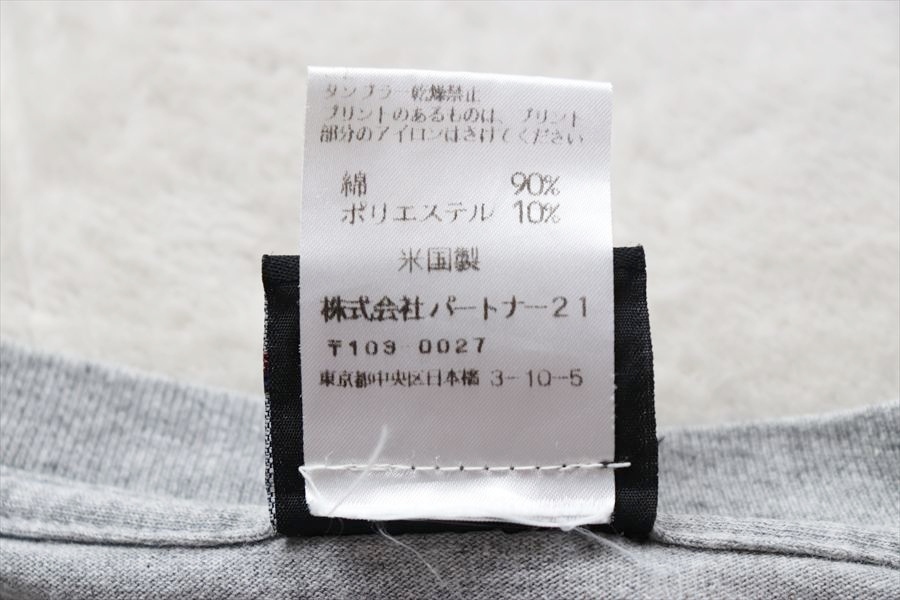 タンブラー乾燥禁止
プリントのあるものは、プリント
部分のアイロンはさけてください
綿 90%
ポリエステル 10%
米国製
株式会社パートナー21
〒103 0027
東京都中央区日本橋 3-10-5